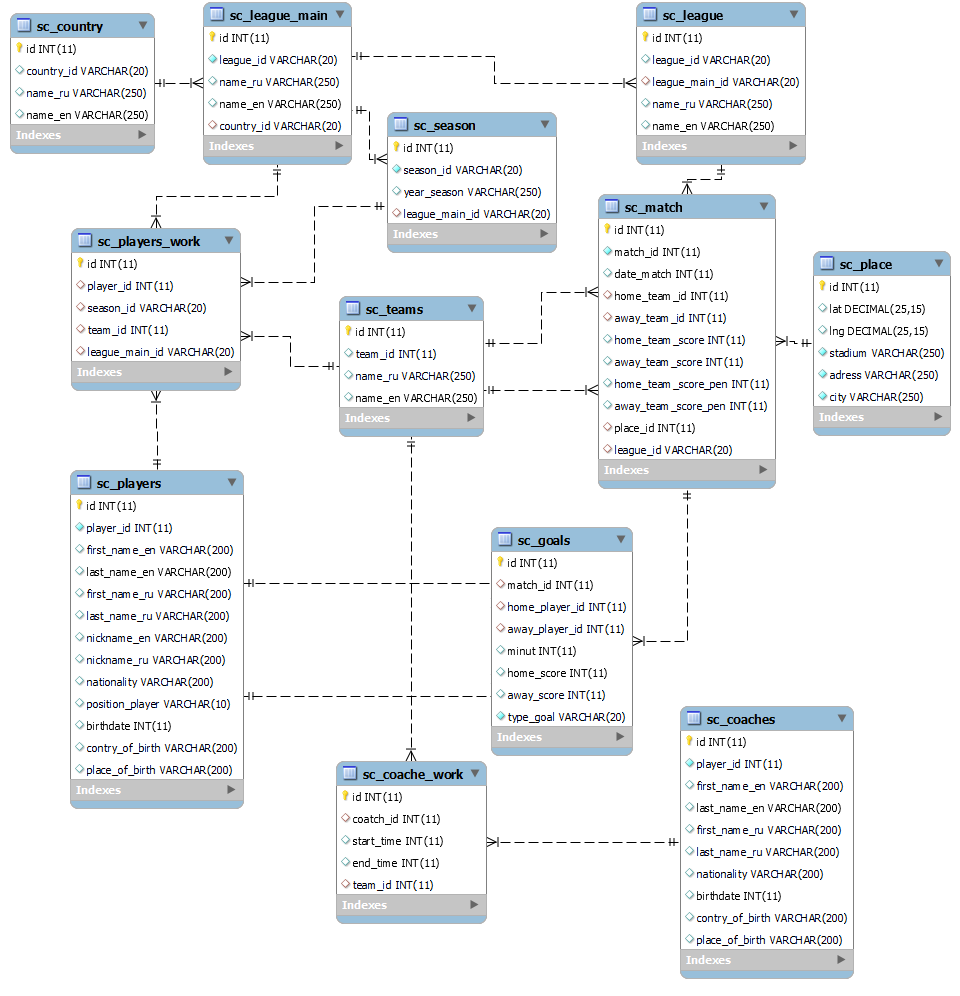 sc_country
id INT(11)
country_id VARCHAR(20)
name_ru VARCHAR(250)
name_en VARCHAR(250)
Indexes
sc_league_main
id INT(11)
league_id VARCHAR(20)
name_ru VARCHAR(250)
name_en VARCHAR(250)
country_id VARCHAR(20)
Indexes
sc_league
id INT(11)
league_id VARCHAR(20)
league_main_id VARCHAR(20)
name_ru VARCHAR(250)
name_en VARCHAR(250)
Indexes
sc_season
id INT(11)
season_id VARCHAR(20)
year_season VARCHAR(250)
league_main_id VARCHAR(20)
Indexes
sc_players_work
id INT(11)
player_id INT(11)
season_id VARCHAR(20)
team_id INT(11)
league_main_id VARCHAR(20)
Indexes
sc_match
id INT(11)
match_id INT(11)
date_match INT(11)
home_team_id INT(11)
away_team_id INT(11)
home_team_score INT(11)
away_team_score INT(11)
home_team_score_pen INT(11)
away_team_score_pen INT(11)
place_id INT(11)
league_id VARCHAR(20)
Indexes
sc_place
id INT(11)
lat DECIMAL(25,15)
lng DECIMAL(25,15)
stadium VARCHAR(250)
adress VARCHAR(250)
city VARCHAR(250)
Indexes
sc_teams
id INT(11)
team_id INT(11)
name_ru VARCHAR(250)
name_en VARCHAR(250)
Indexes
sc_players
id INT(11)
player_id INT(11)
first_name_en VARCHAR(200)
last_name_en VARCHAR(200)
first_name_ru VARCHAR(200)
last_name_ru VARCHAR(200)
nickname_en VARCHAR(200)
nickname_ru VARCHAR(200)
nationality VARCHAR(200)
position_player VARCHAR(10)
birthdate INT(11)
contry_of_birth VARCHAR(200)
place_of_birth VARCHAR(200)
Indexes
sc_goals
id INT(11)
match_id INT(11)
home_player_id INT(11)
away_player_id INT(11)
minut INT(11)
home_score INT(11)
away_score INT(11)
type_goal VARCHAR(20)
Indexes
sc_coache_work
id INT(11)
coatch_id INT(11)
start_time INT(11)
end_time INT(11)
team_id INT(11)
Indexes
sc_coaches
id INT(11)
player_id INT(11)
first_name_en VARCHAR(200)
last_name_en VARCHAR(200)
first_name_ru VARCHAR(200)
last_name_ru VARCHAR(200)
nationality VARCHAR(200)
birthdate INT(11)
contry_of_birth VARCHAR(200)
place_of_birth VARCHAR(200)
Indexes